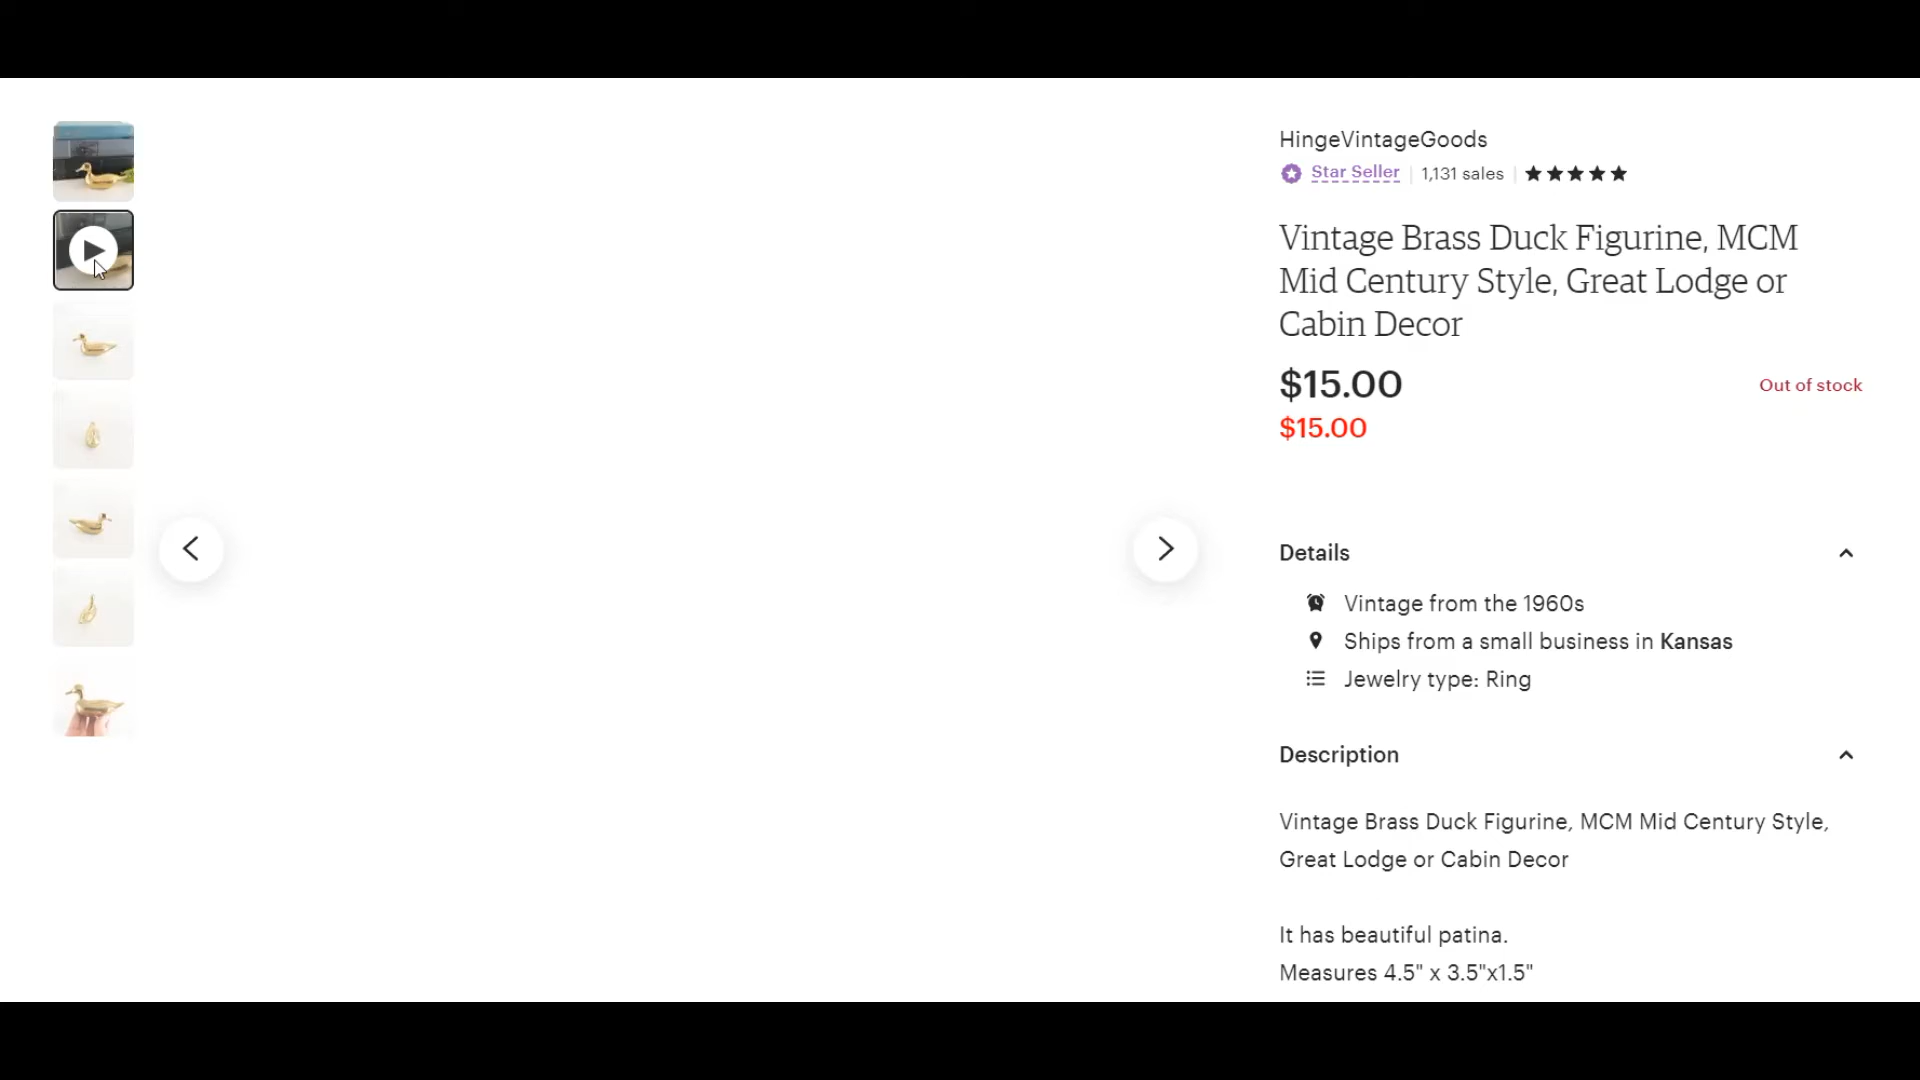 HingeVintageGoods
Star Seller | 1,131 sales |
Vintage Brass Duck Figurine, MCM
Mid Century Style, Great Lodge or
Cabin Decor
$15.00
Out of stock
$15.00
Details
Vintage from the 1960s
Ships from a small business in Kansas
Jewelry type: Ring
Description
Vintage Brass Duck Figurine, MCM Mid Century Style,
Great Lodge or Cabin Decor
It has beautiful patina.
Measures 4.5" x 3.5"x1.5"